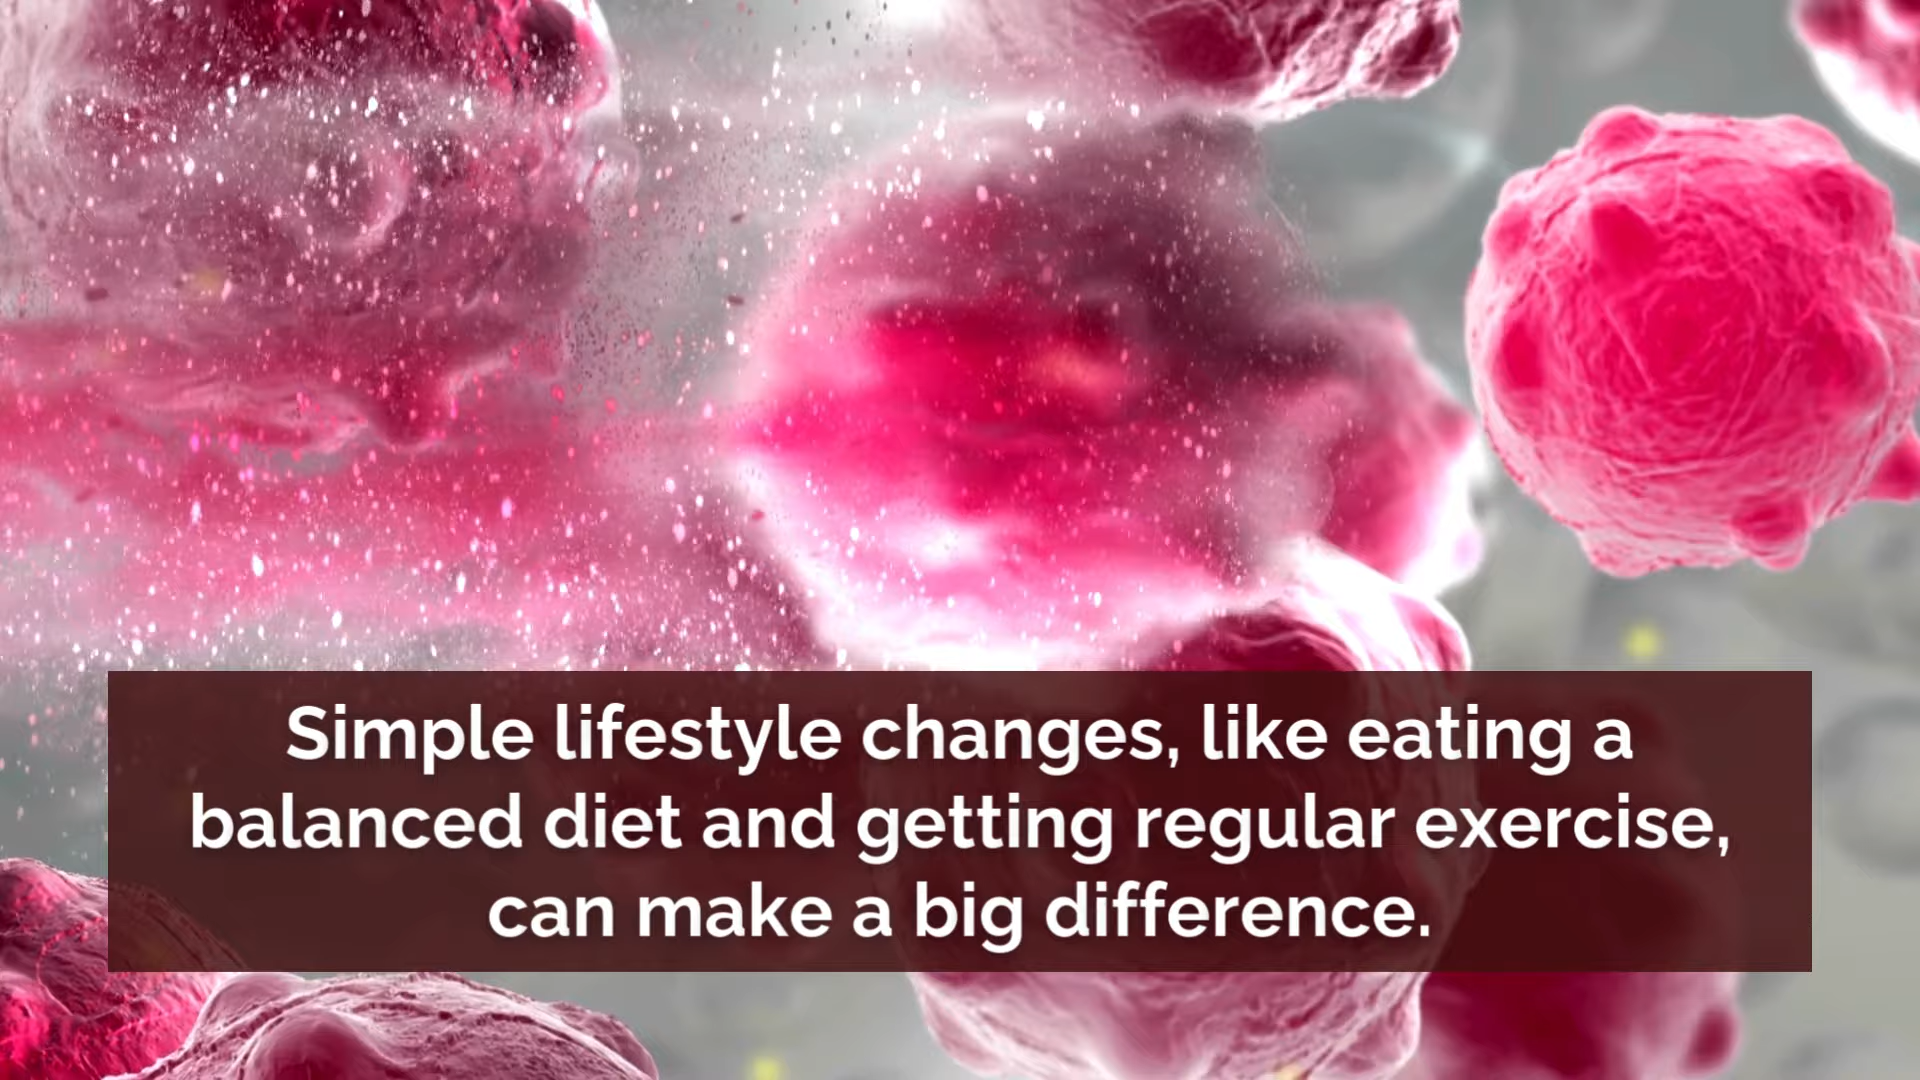 Simple lifestyle changes, like eating a
balanced diet and getting regular exercise,
can make a big difference.